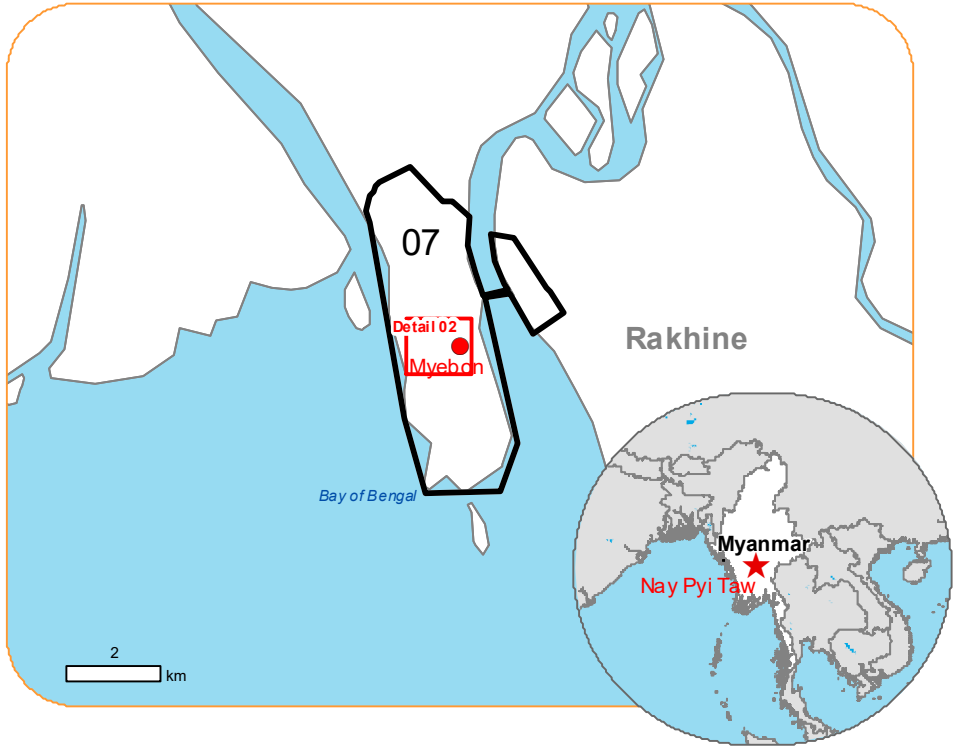 07
Detail 02
Myebon
Rakhine
Bay of Bengal
Myanmar
Nay Pyi Taw
2
km